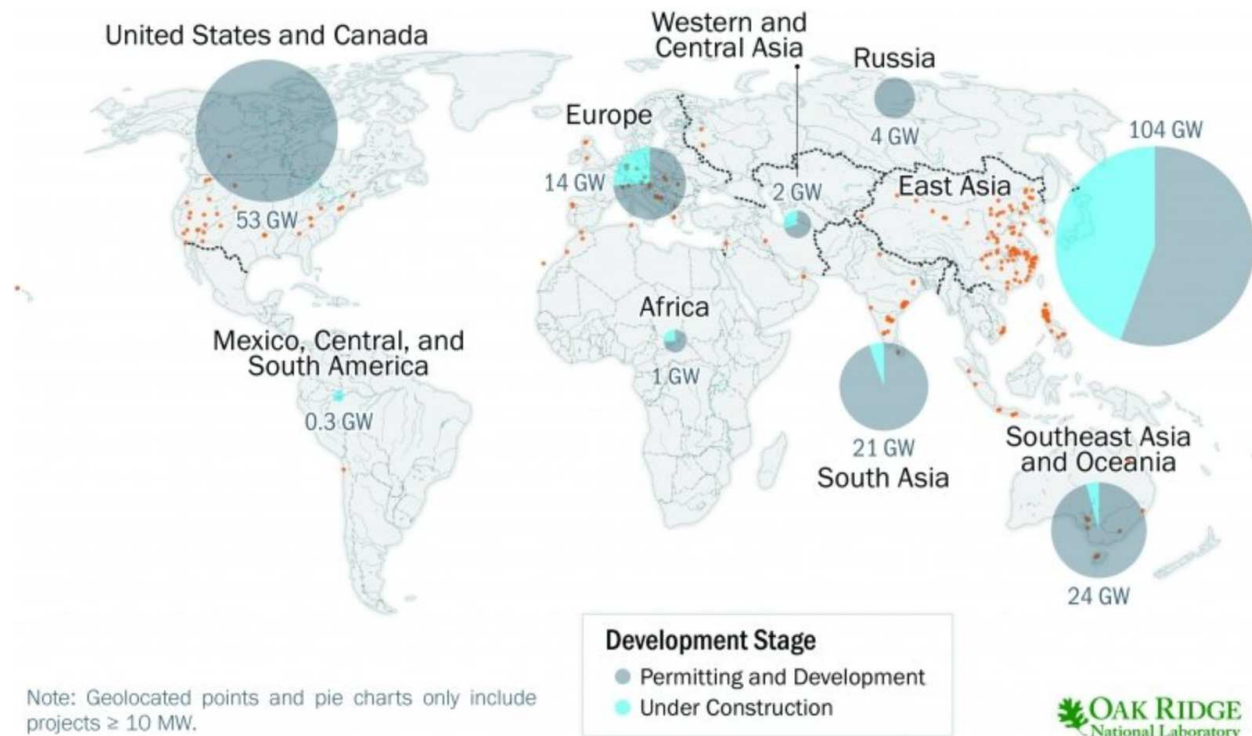 United States and Canada
53 GW
Western and
Central Asia
2 GW
Russia
4 GW
Europe
14 GW
East Asia
104 GW
Mexico, Central, and
South America
0.3 GW
Africa
1 GW
21 GW
South Asia
Southeast Asia
and Oceania
24 GW
Development Stage
Permitting and Development
Under Construction
Note: Geolocated points and pie charts only include
projects ≥ 10 MW.
OAK RIDGE
National Laboratory